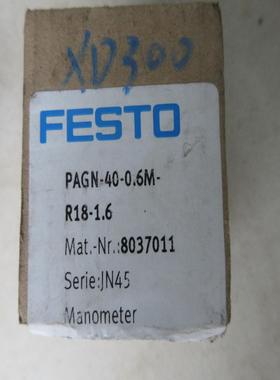 XD300
FESTO
PAGN-40-0.6M-
R18-1.6
Mat.-Nr.:8037011
Serie:JN45
Manometer